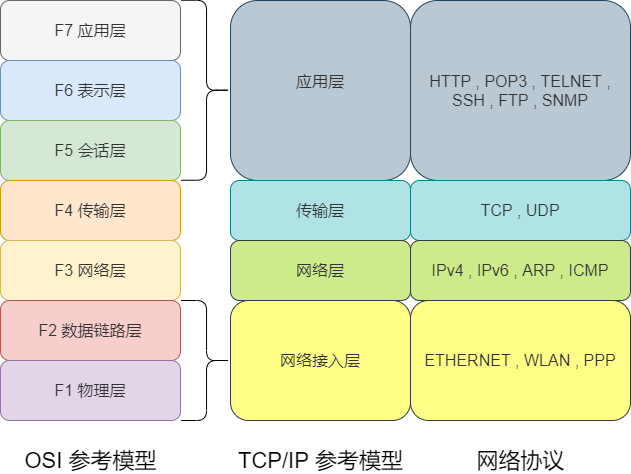 F7 应用层
F6 表示层
F5 会话层
F4 传输层
F3 网络层
F2 数据链路层
F1 物理层
OSI 参考模型
应用层
传输层
网络层
网络接入层
TCP/IP 参考模型
HTTP , POP3 , TELNET ,
SSH , FTP , SNMP
TCP , UDP
IPv4 , IPv6 , ARP , ICMP
ETHERNET , WLAN , PPP
网络协议